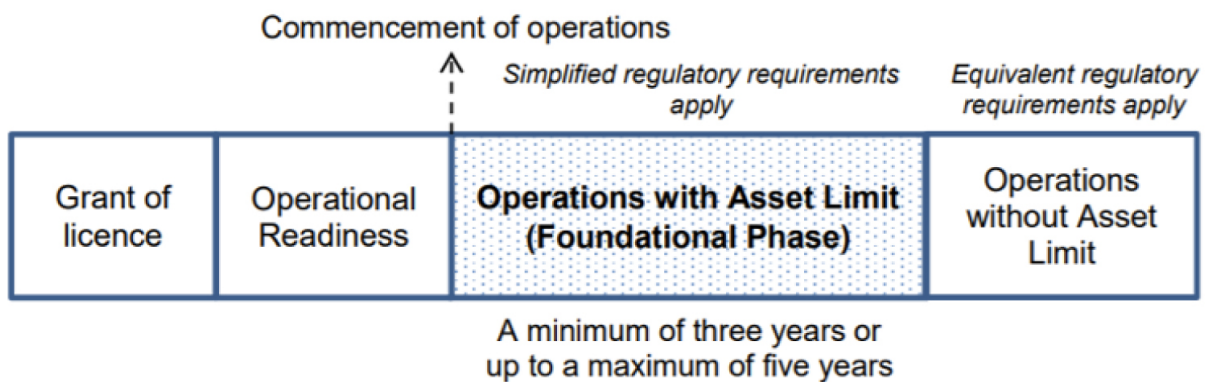 Commencement of operations
Simplified regulatory requirements
apply
Equivalent regulatory
requirements apply
Grant of
licence
Operational
Readiness
Operations with Asset Limit
(Foundational Phase)
Operations
without Asset
Limit
A minimum of three years or
up to a maximum of five years